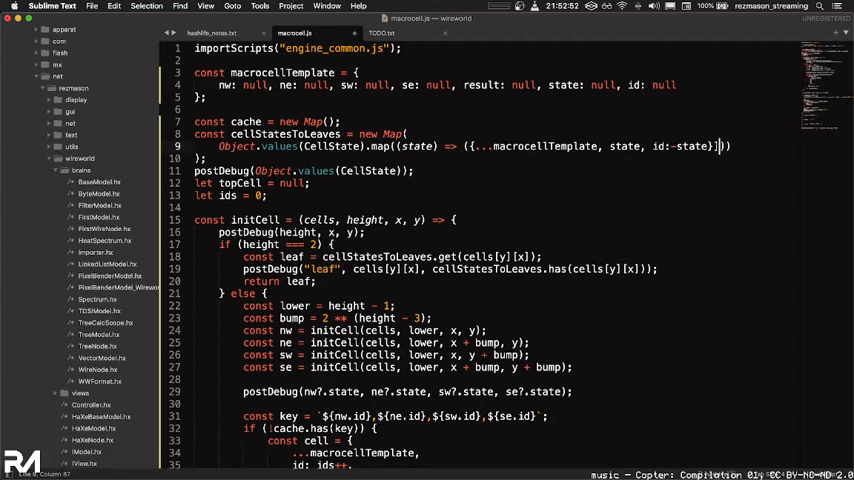 Sublime Text File Edit Selection Find View Goto Tools Project Window Help 100% 21:52:52 rezmason_streaming
macrocell.js — wireworld
UNREGISTERED
hashlife_notes.txt macrocell.js TODO.txt
apparat
com
flash
mx
net
rezmason
display
gui
net
text
utils
wireworld
brains
BaseModel.hx
ByteModel.hx
FilterModel.hx
FirstModel.hx
FirstWireNode.hx
HeatSpectrum.hx
Importer.hx
LinkedListModel.hx
PixelBenderModel.hx
PixelBenderModel_Wirewo
Spectrum.hx
TDSIModel.hx
TreeCalcScope.hx
TreeModel.hx
TreeNode.hx
VectorModel.hx
WireNode.hx
WWFormat.hx
views
Controller.hx
HaXeBaseModel.hx
HaXeModel.hx
HaXeNode.hx
IModel.hx
IView.hx
1 importScripts("engine_common.js");
2
3 const macrocellTemplate = {
4 nw: null, ne: null, sw: null, se: null, result: null, state: null, id: null
5 };
6
7 const cache = new Map();
8 const cellStatesToLeaves = new Map(
9 Object.values(CellState).map((state) => ({...macrocellTemplate, state, id:-state}]))
10 );
11 postDebug(Object.values(CellState));
12 let topCell = null;
13 let ids = 0;
14
15 const initCell = (cells, height, x, y) => {
16 postDebug(height, x, y);
17 if (height === 2) {
18 const leaf = cellStatesToLeaves.get(cells[y][x]);
19 postDebug("leaf", cells[y][x], cellStatesToLeaves.has(cells[y][x]));
20 return leaf;
21 } else {
22 const lower = height - 1;
23 const bump = 2 ** (height - 3);
24 const nw = initCell(cells, lower, x, y);
25 const ne = initCell(cells, lower, x + bump, y);
26 const sw = initCell(cells, lower, x, y + bump);
27 const se = initCell(cells, lower, x + bump, y + bump);
28
29 postDebug(nw?.state, ne?.state, sw?.state, se?.state);
30
31 const key = `${nw.id},${ne.id},${sw.id},${se.id}`;
32 if (!cache.has(key)) {
33 const cell = {
34 ...macrocellTemplate,
35 id: ids++,
RM
Line 9, Column 87
music - Copter: Compilation 01, CC BY-NC-ND 2.0